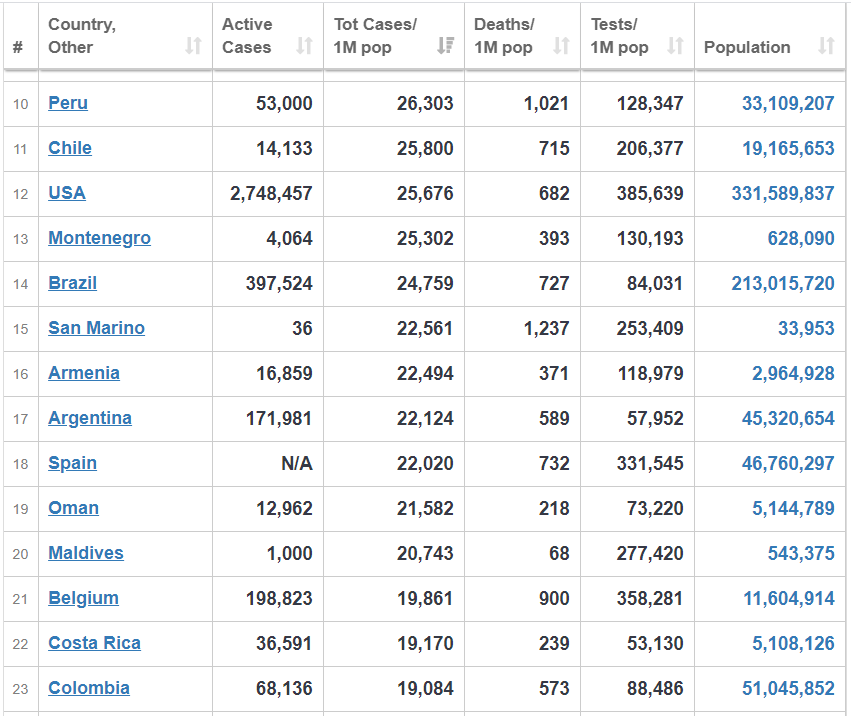 # Country, Other Active Cases Tot Cases/ 1M pop Deaths/ 1M pop Tests/ 1M pop Population
10 Peru 53,000 26,303 1,021 128,347 33,109,207
11 Chile 14,133 25,800 715 206,377 19,165,653
12 USA 2,748,457 25,676 682 385,639 331,589,837
13 Montenegro 4,064 25,302 393 130,193 628,090
14 Brazil 397,524 24,759 727 84,031 213,015,720
15 San Marino 36 22,561 1,237 253,409 33,953
16 Armenia 16,859 22,494 371 118,979 2,964,928
17 Argentina 171,981 22,124 589 57,952 45,320,654
18 Spain N/A 22,020 732 331,545 46,760,297
19 Oman 12,962 21,582 218 73,220 5,144,789
20 Maldives 1,000 20,743 68 277,420 543,375
21 Belgium 198,823 19,861 900 358,281 11,604,914
22 Costa Rica 36,591 19,170 239 53,130 5,108,126
23 Colombia 68,136 19,084 573 88,486 51,045,852